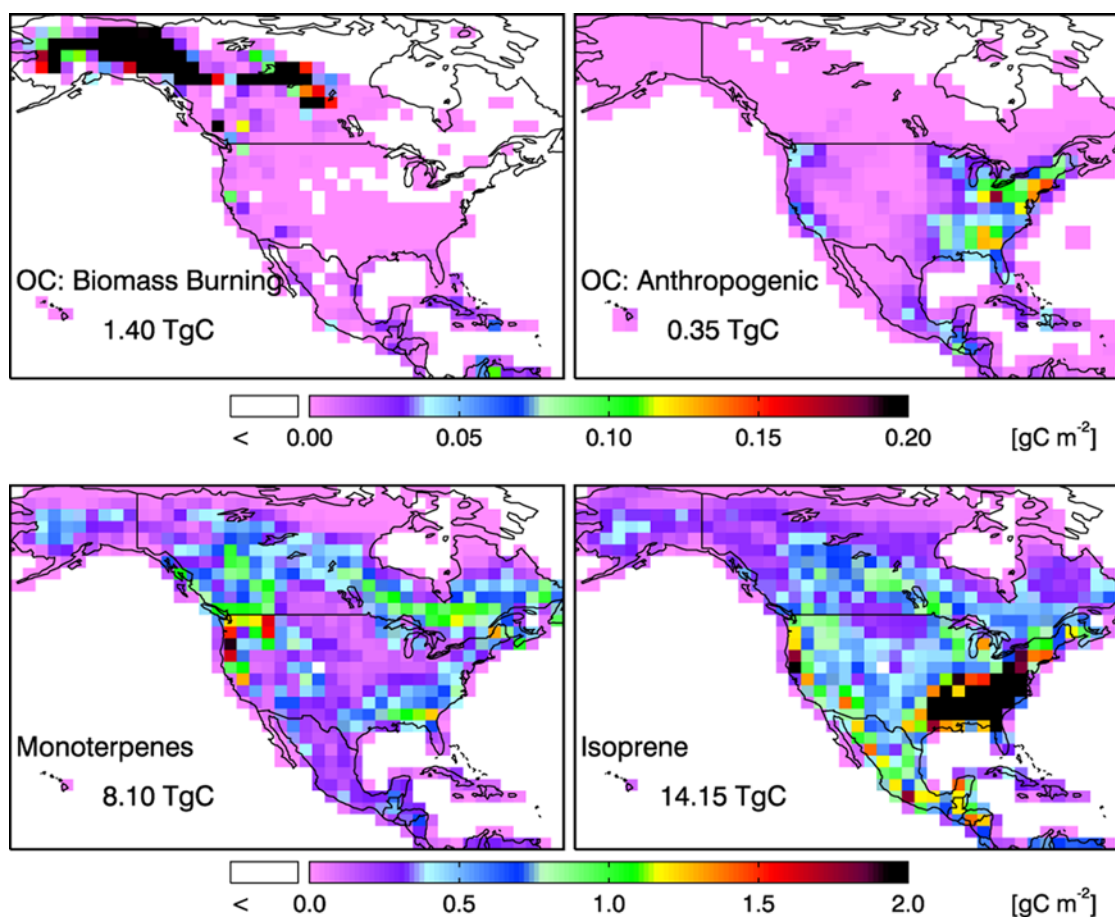 OC: Biomass Burning
1.40 TgC
OC: Anthropogenic
0.35 TgC
< 0.00 0.05 0.10 0.15 0.20 [gC m⁻²]
Monoterpenes
8.10 TgC
Isoprene
14.15 TgC
< 0.0 0.5 1.0 1.5 2.0 [gC m⁻²]